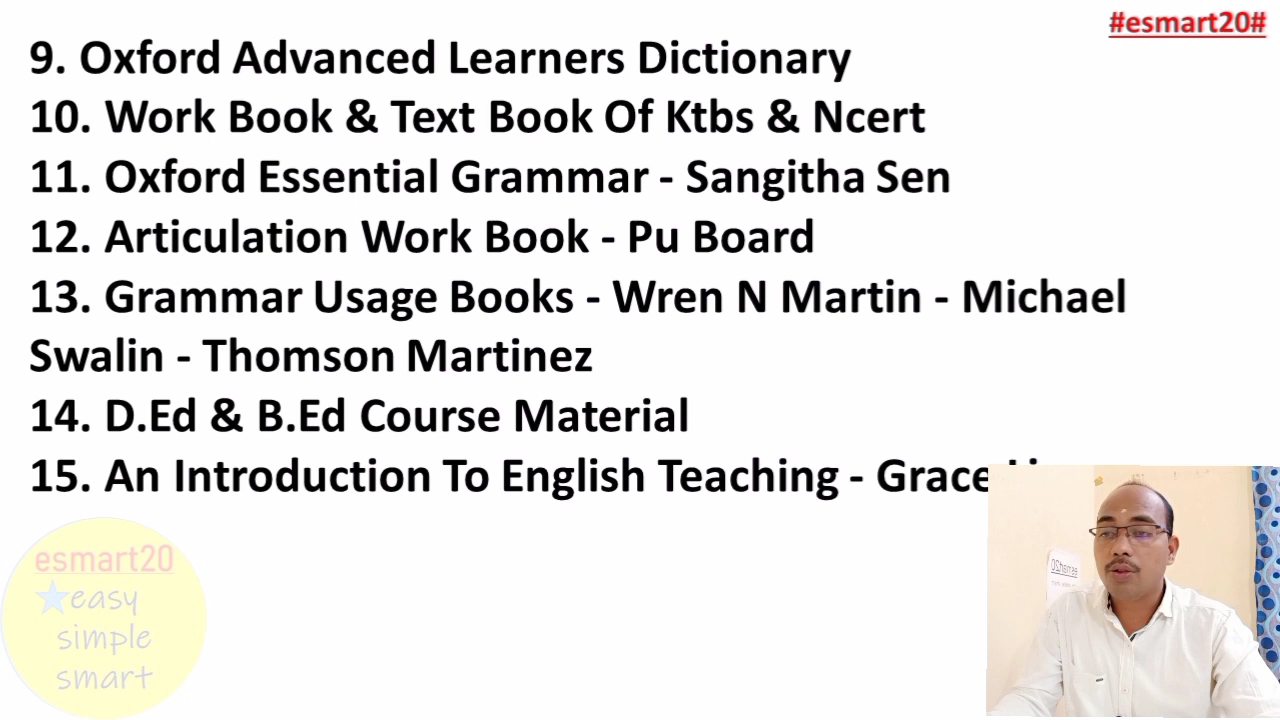 #esmart20#
9. Oxford Advanced Learners Dictionary
10. Work Book & Text Book Of Ktbs & Ncert
11. Oxford Essential Grammar - Sangitha Sen
12. Articulation Work Book - Pu Board
13. Grammar Usage Books - Wren N Martin - Michael
Swalin - Thomson Martinez
14. D.Ed & B.Ed Course Material
15. An Introduction To English Teaching - Grace
esmart20
easy
simple
smart